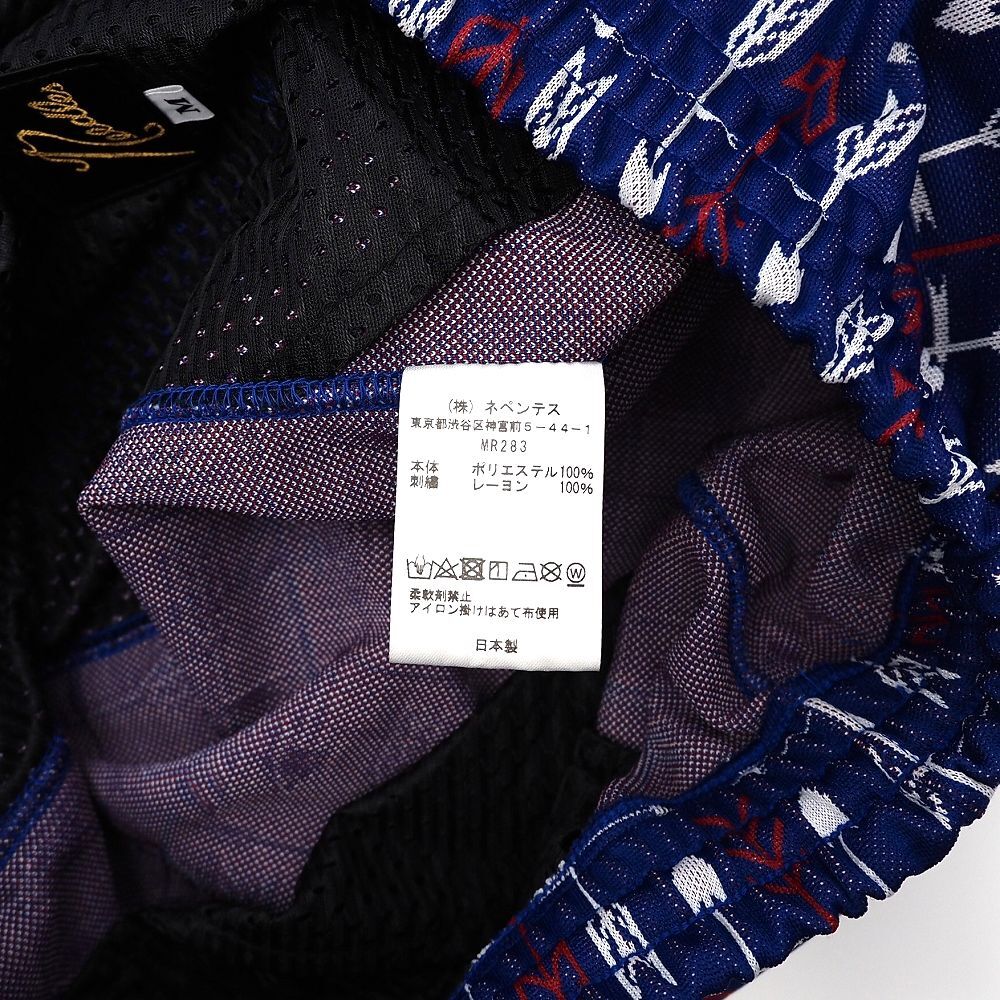 Needles
M
(株) ネペンテス
東京都渋谷区神宮前5-44-1
MR283
本体 ポリエステル100%
刺繍 レーヨン 100%
W
柔軟剤禁止
アイロン掛けはあて布使用
日本製